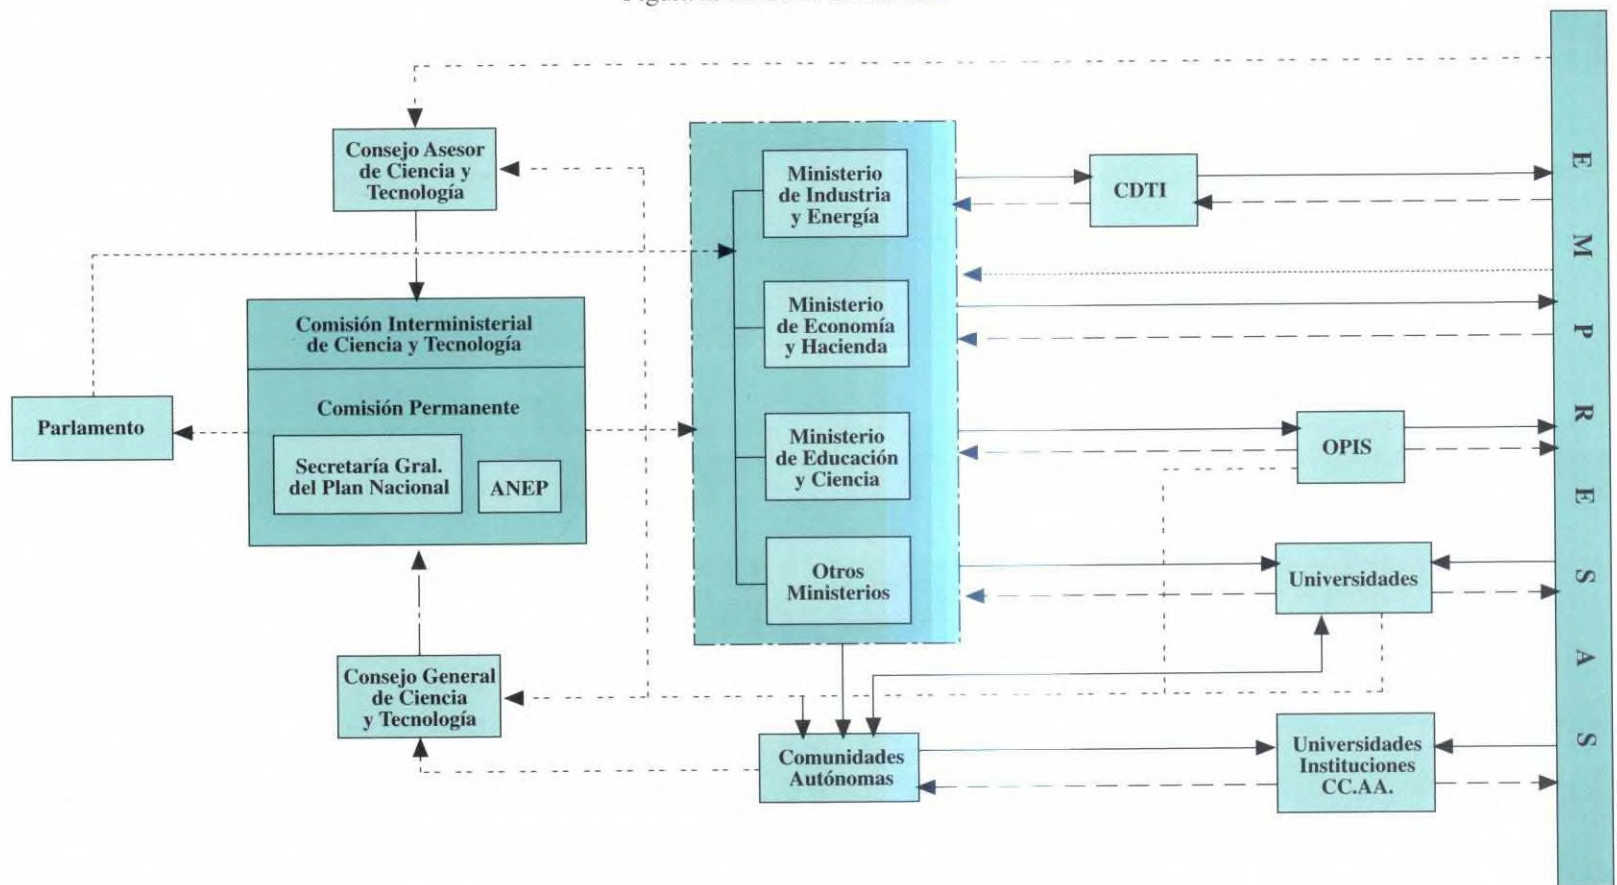 Consejo Asesor
de Ciencia y
Tecnología
Ministerio
de Industria
y Energía
CDTI
Comisión Interministerial
de Ciencia y Tecnología
Ministerio
de Economía
y Hacienda
Parlamento
Comisión Permanente
Secretaría Gral.
del Plan Nacional
ANEP
Ministerio
de Educación
y Ciencia
OPIS
Otros
Ministerios
Universidades
Consejo General
de Ciencia
y Tecnología
Comunidades
Autónomas
Universidades
Instituciones
CC.AA.
EMPRESAS